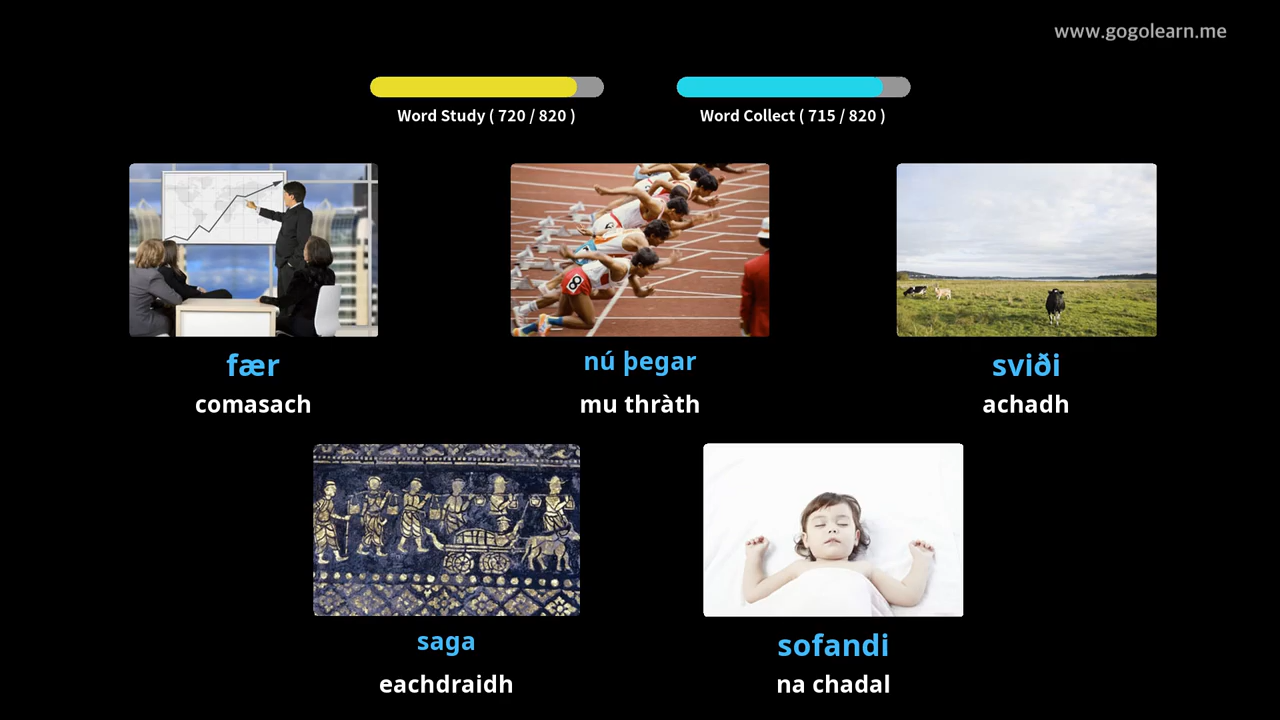 www.gogolearn.me
Word Study ( 720 / 820 )
Word Collect ( 715 / 820 )
fær
comasach
nú þegar
mu thràth
sviði
achadh
saga
eachdraidh
sofandi
na chadal